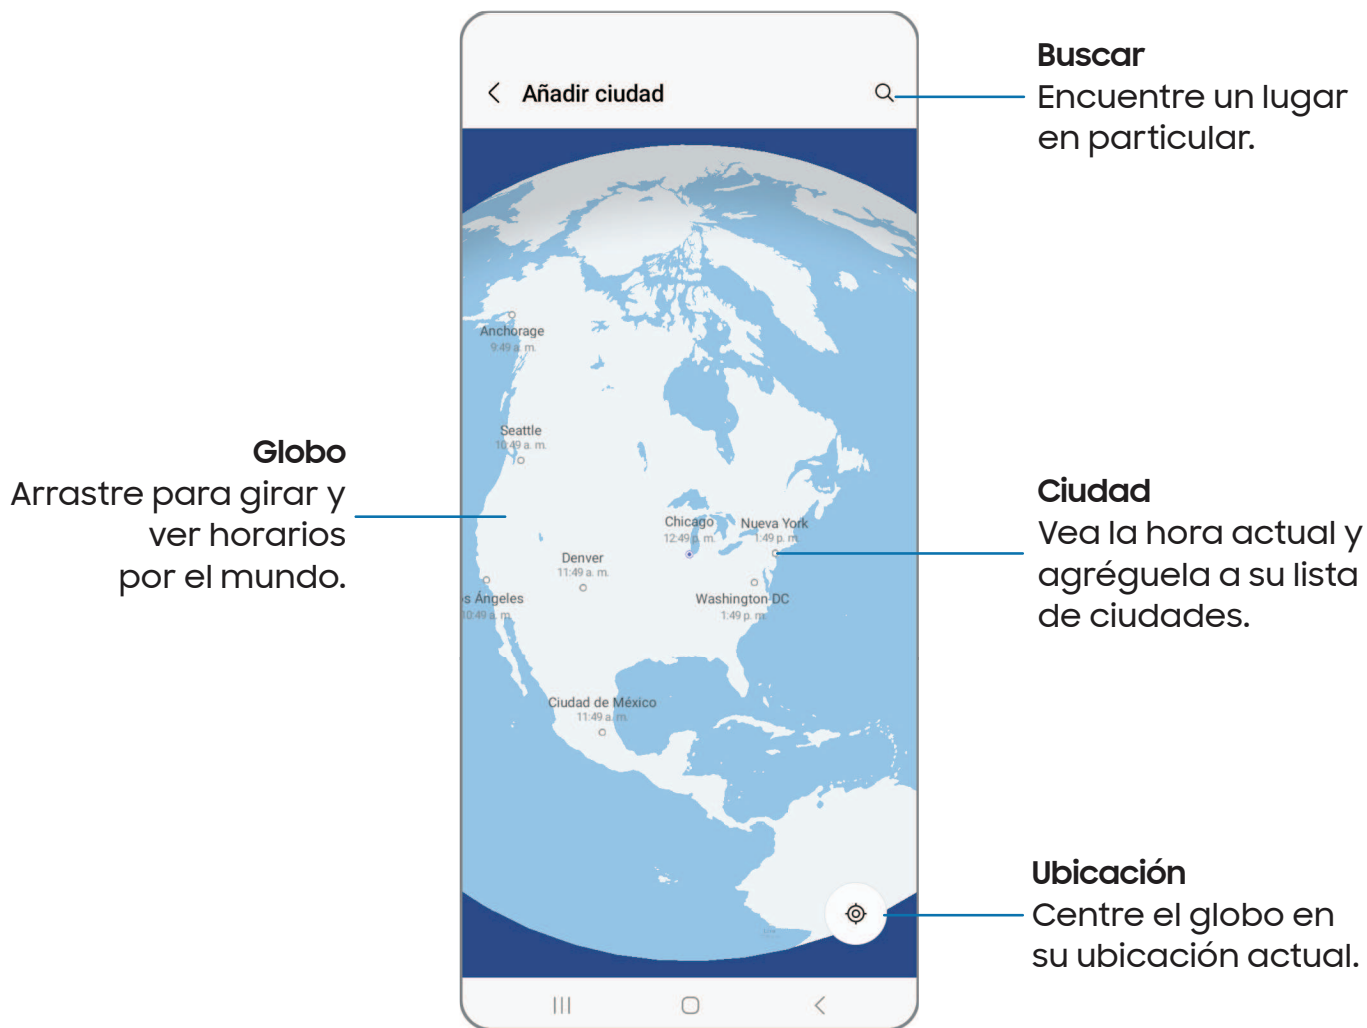 Añadir ciudad
Buscar
Encuentre un lugar
en particular.
Anchorage
9:49 a. m.
Seattle
10:49 a. m.
Globo
Arrastre para girar y
ver horarios
por el mundo.
Chicago
12:49 p. m.
Nueva York
1:49 p. m.
Denver
11:49 a. m.
s Ángeles
10:49 a. m.
Washington DC
1:49 p. m.
Ciudad
Vea la hora actual y
agréguela a su lista
de ciudades.
Ciudad de México
11:49 a. m.
Ubicación
Centre el globo en
su ubicación actual.